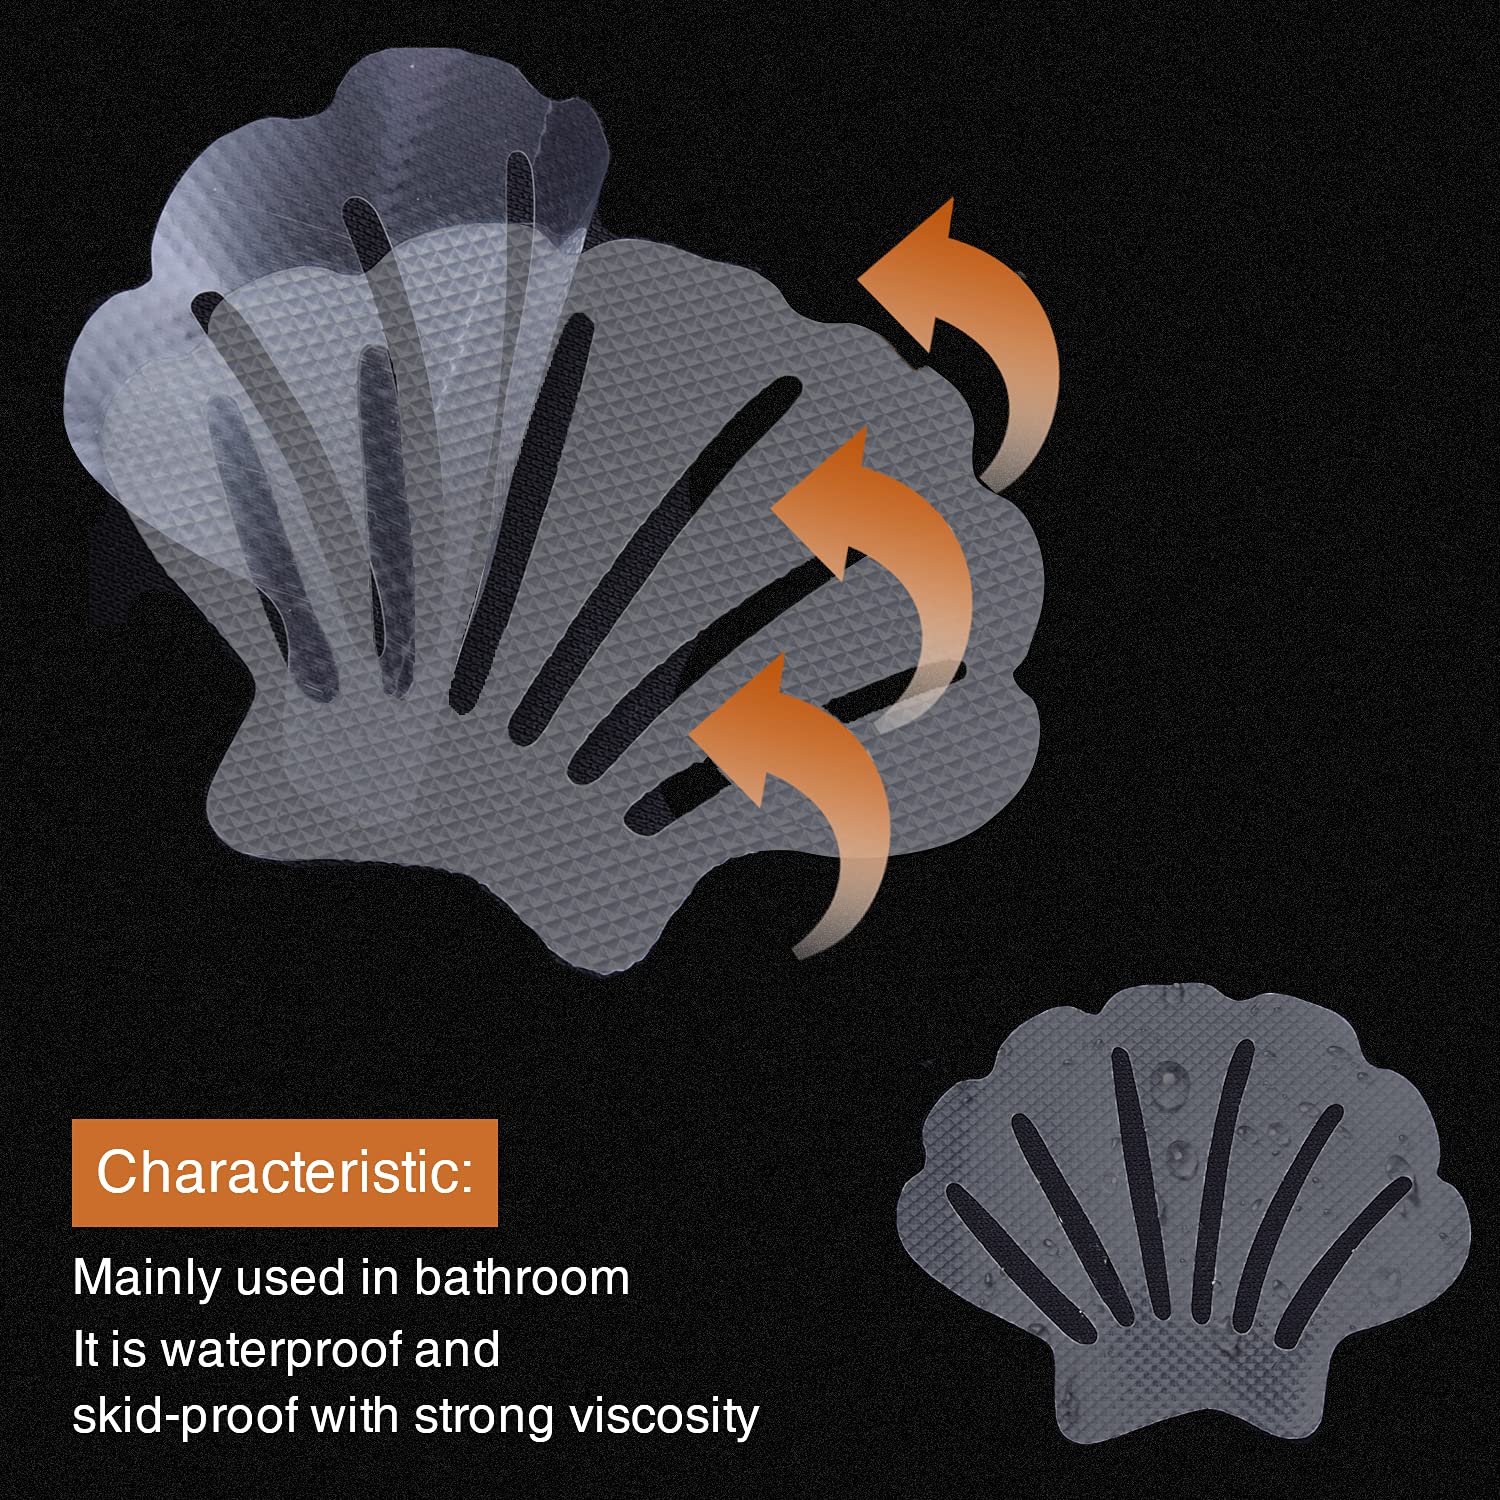 Characteristic:
Mainly used in bathroom
It is waterproof and
skid-proof with strong viscosity